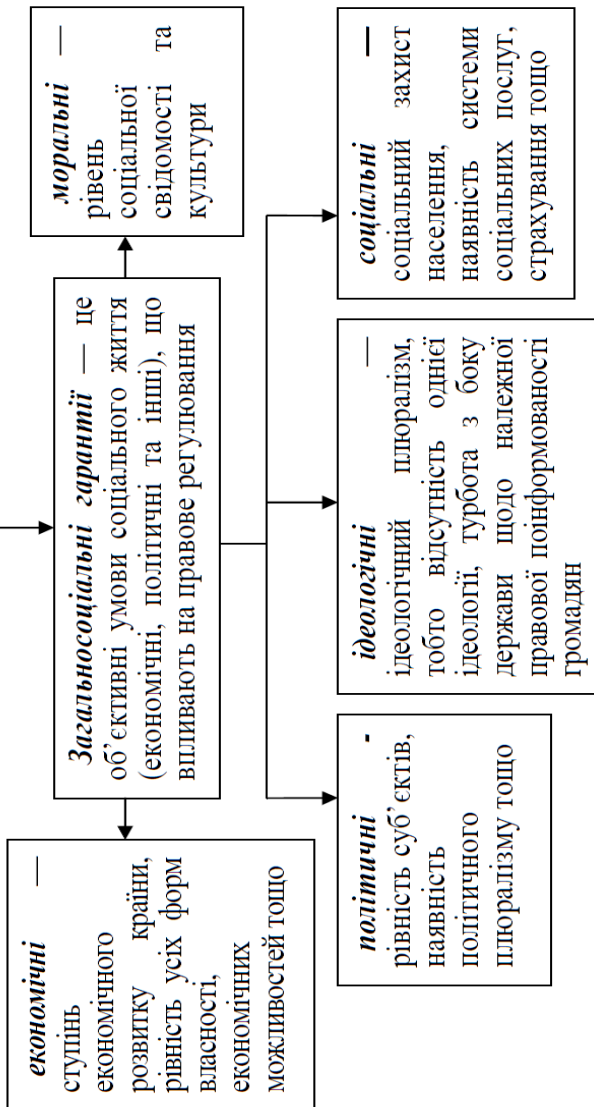 економічні —
ступінь
економічного
розвитку країни,
рівність усіх форм
власності,
економічних
можливостей тощо
Загальносоціальні гарантії — це
об’єктивні умови соціального життя
(економічні, політичні та інші), що
впливають на правове регулювання
моральні —
рівень
соціальної
свідомості та
культури
політичні -
рівність суб’єктів,
наявність
політичного
плюралізму тощо
ідеологічні —
ідеологічний плюралізм,
тобто відсутність однієї
ідеології, турбота з боку
держави щодо належної
правової поінформованості
громадян
соціальні —
соціальний захист
населення,
наявність системи
соціальних послуг,
страхування тощо